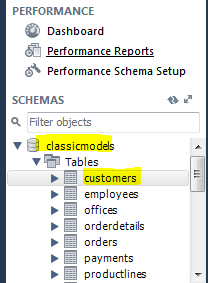 PERFORMANCE
Dashboard
Performance Reports
Performance Schema Setup
SCHEMAS
Filter objects
classicmodels
Tables
customers
employees
offices
orderdetails
orders
payments
productlines